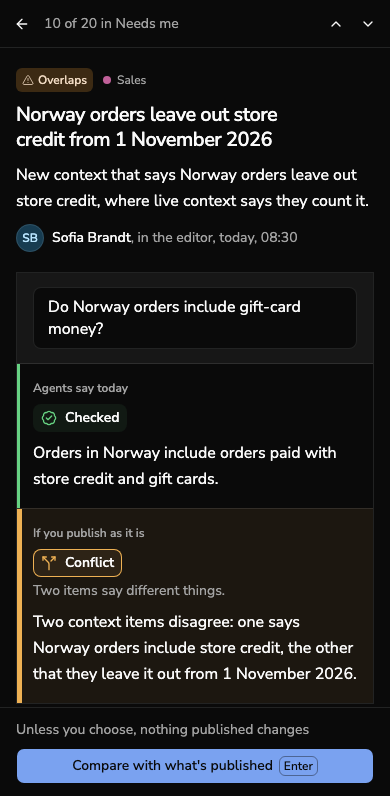 10 of 20 in Needs me
Overlaps Sales
Norway orders leave out store
credit from 1 November 2026
New context that says Norway orders leave out
store credit, where live context says they count it.
SB Sofia Brandt, in the editor, today, 08:30
Do Norway orders include gift-card
money?
Agents say today
Checked
Orders in Norway include orders paid with
store credit and gift cards.
If you publish as it is
Conflict
Two items say different things.
Two context items disagree: one says
Norway orders include store credit, the other
that they leave it out from 1 November 2026.
Unless you choose, nothing published changes
Compare with what's published Enter